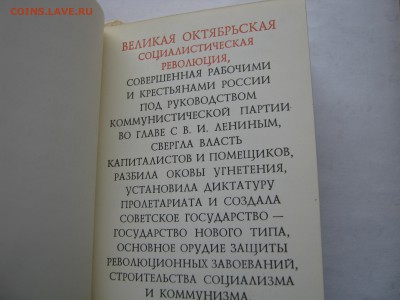 COINS.LAVE.RU
ВЕЛИКАЯ ОКТЯБРЬСКАЯ
СОЦИАЛИСТИЧЕСКАЯ
РЕВОЛЮЦИЯ,
СОВЕРШЕННАЯ РАБОЧИМИ
И КРЕСТЬЯНАМИ РОССИИ
ПОД РУКОВОДСТВОМ
КОММУНИСТИЧЕСКОЙ ПАРТИИ
ВО ГЛАВЕ С В. И. ЛЕНИНЫМ,
СВЕРГЛА ВЛАСТЬ
КАПИТАЛИСТОВ И ПОМЕЩИКОВ,
РАЗБИЛА ОКОВЫ УГНЕТЕНИЯ,
УСТАНОВИЛА ДИКТАТУРУ
ПРОЛЕТАРИАТА И СОЗДАЛА
СОВЕТСКОЕ ГОСУДАРСТВО —
ГОСУДАРСТВО НОВОГО ТИПА,
ОСНОВНОЕ ОРУДИЕ ЗАЩИТЫ
РЕВОЛЮЦИОННЫХ ЗАВОЕВАНИЙ,
СТРОИТЕЛЬСТВА СОЦИАЛИЗМА
И КОММУНИЗМА